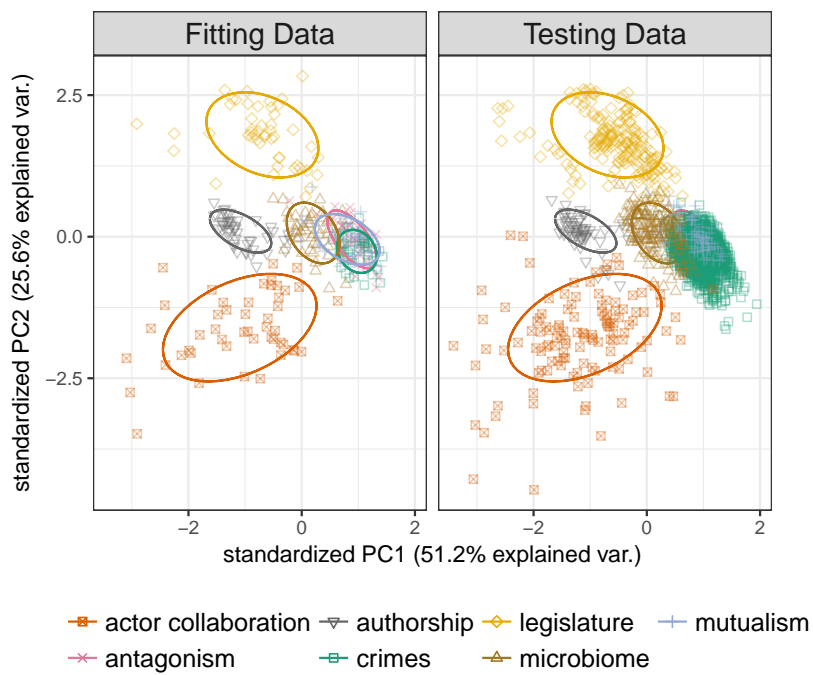 Fitting Data
Testing Data
standardized PC2 (25.6% explained var.)
2.5
0.0
−2.5
−2
0
2
−2
0
2
standardized PC1 (51.2% explained var.)
actor collaboration
authorship
legislature
mutualism
antagonism
crimes
microbiome